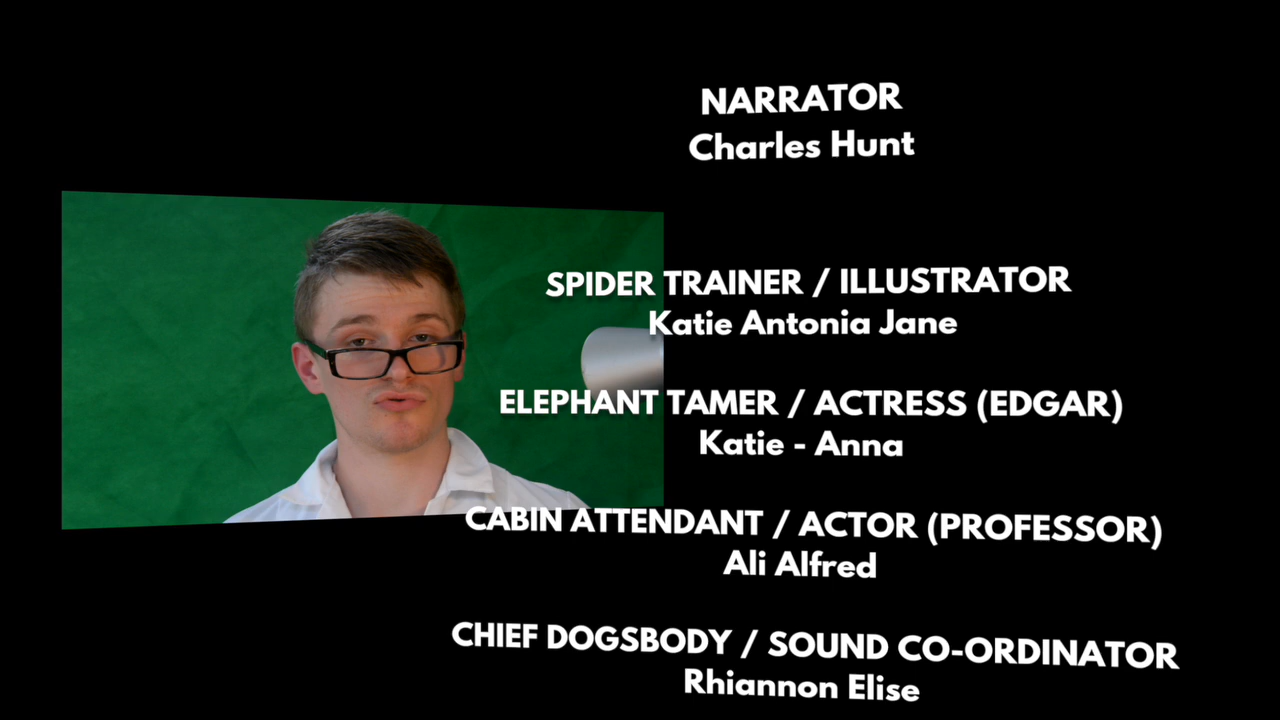 NARRATOR
Charles Hunt
SPIDER TRAINER / ILLUSTRATOR
Katie Antonia Jane
ELEPHANT TAMER / ACTRESS (EDGAR)
Katie - Anna
CABIN ATTENDANT / ACTOR (PROFESSOR)
Ali Alfred
CHIEF DOGSBODY / SOUND CO-ORDINATOR
Rhiannon Elise